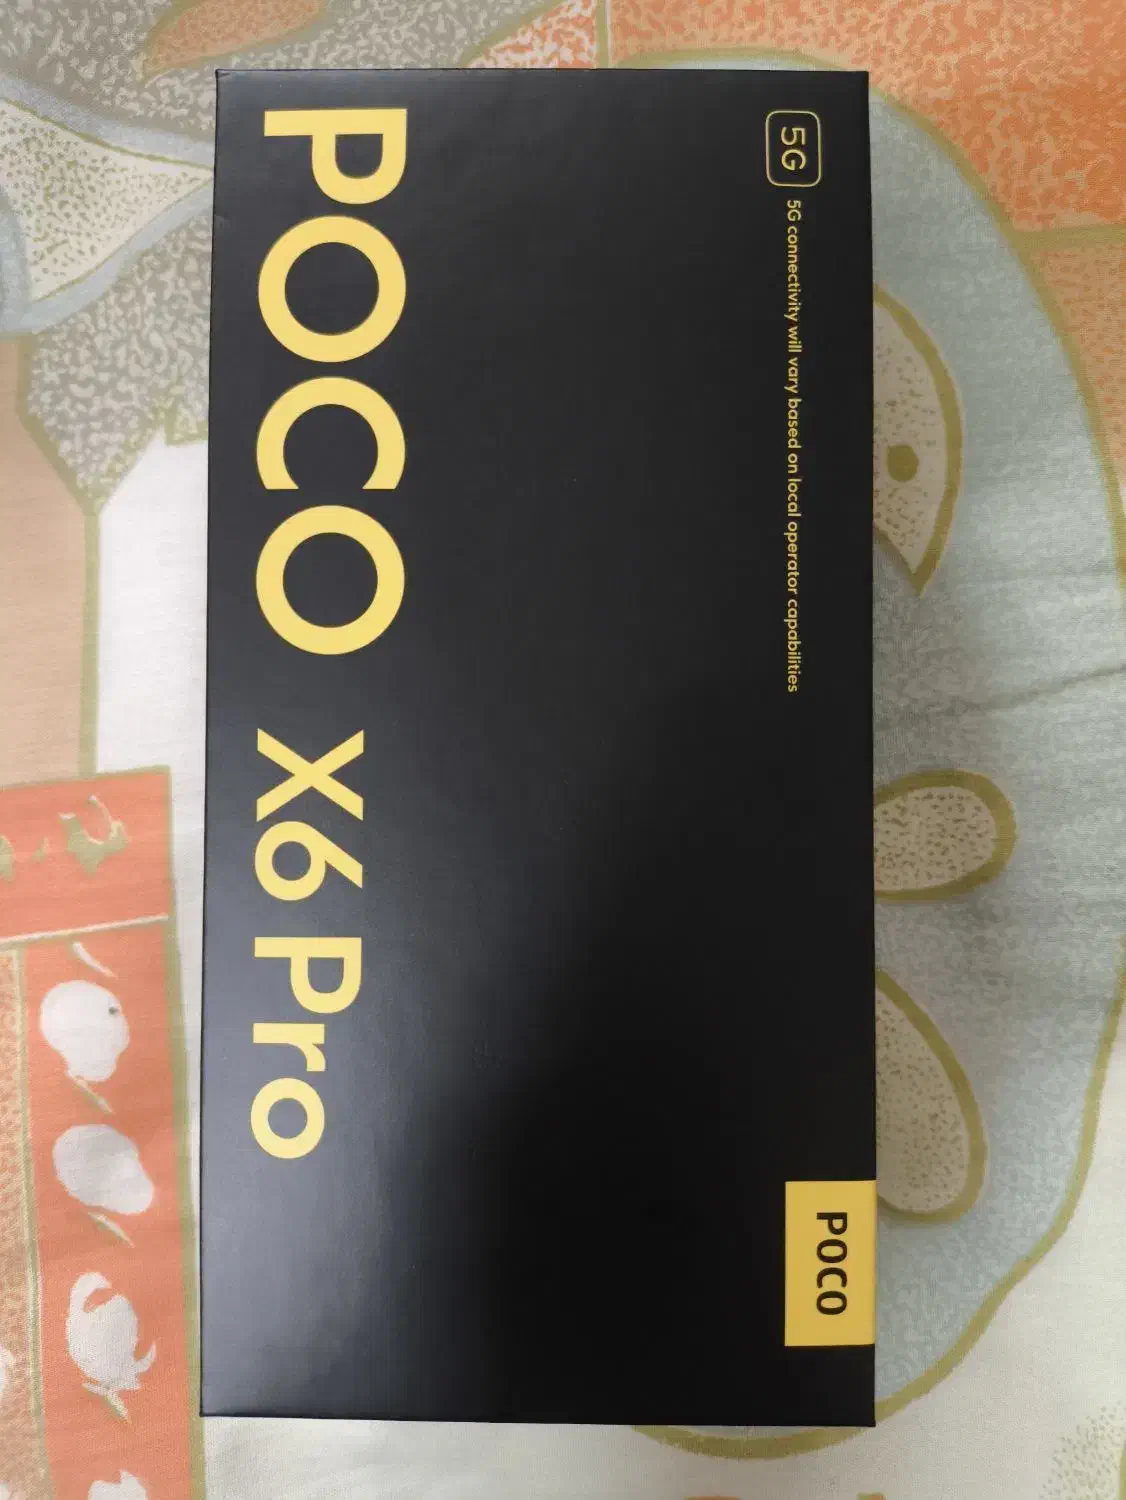 5G
5G connectivity will vary based on local operator capabilities
POCO
POCO X6 Pro